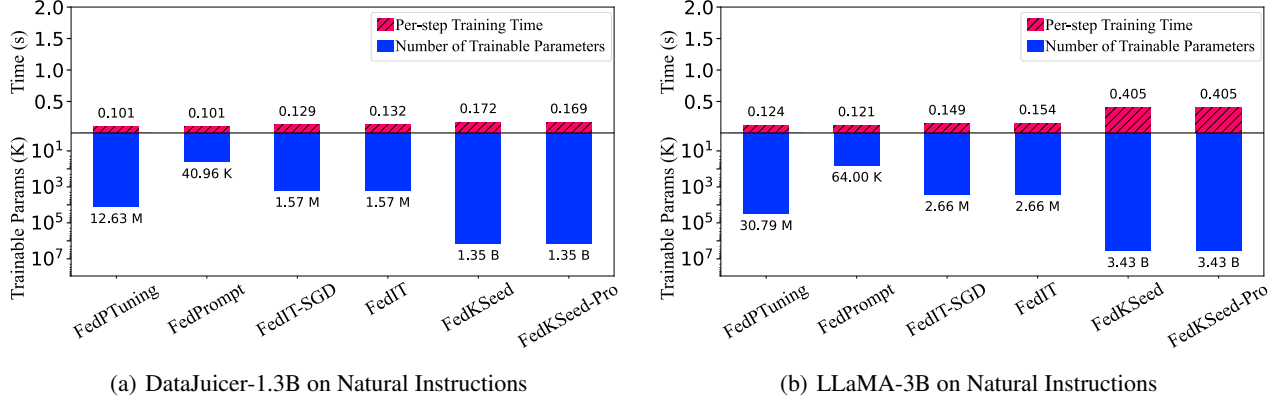 2.0
1.5
1.0
0.5
Time (s)
Per-step Training Time
Number of Trainable Parameters
0.101
0.101
0.129
0.132
0.172
0.169
10¹
10³
10⁵
10⁷
Trainable Params (K)
12.63 M
40.96 K
1.57 M
1.57 M
1.35 B
1.35 B
FedPTuning
FedPrompt
FedIT-SGD
FedIT
FedKSeed
FedKSeed-Pro
(a) DataJuicer-1.3B on Natural Instructions
2.0
1.5
1.0
0.5
Time (s)
Per-step Training Time
Number of Trainable Parameters
0.124
0.121
0.149
0.154
0.405
0.405
10¹
10³
10⁵
10⁷
Trainable Params (K)
30.79 M
64.00 K
2.66 M
2.66 M
3.43 B
3.43 B
FedPTuning
FedPrompt
FedIT-SGD
FedIT
FedKSeed
FedKSeed-Pro
(b) LLaMA-3B on Natural Instructions